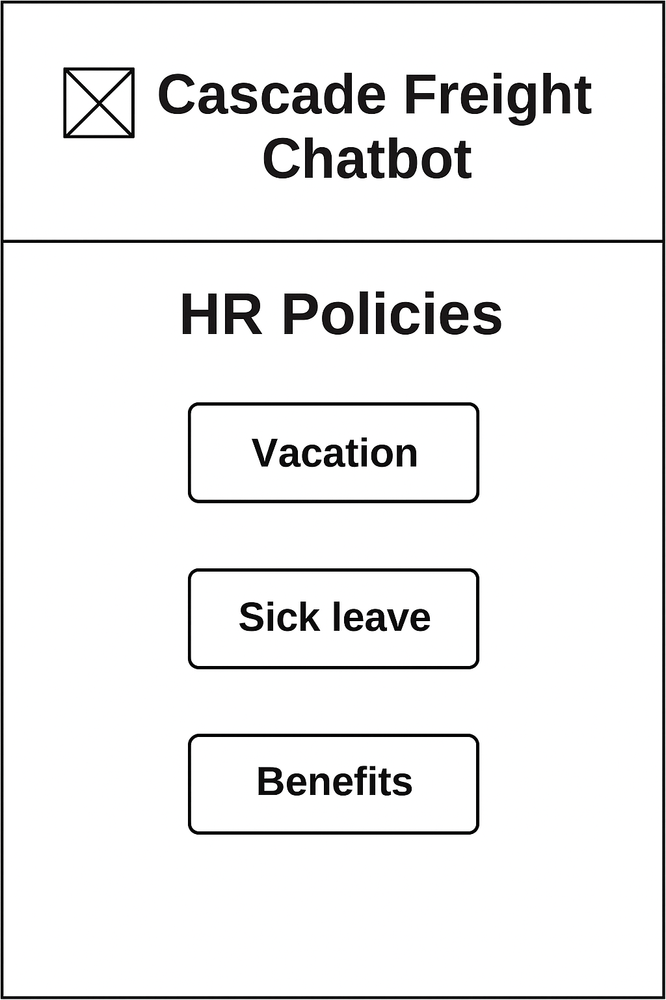 Cascade Freight
Chatbot
HR Policies
Vacation
Sick leave
Benefits